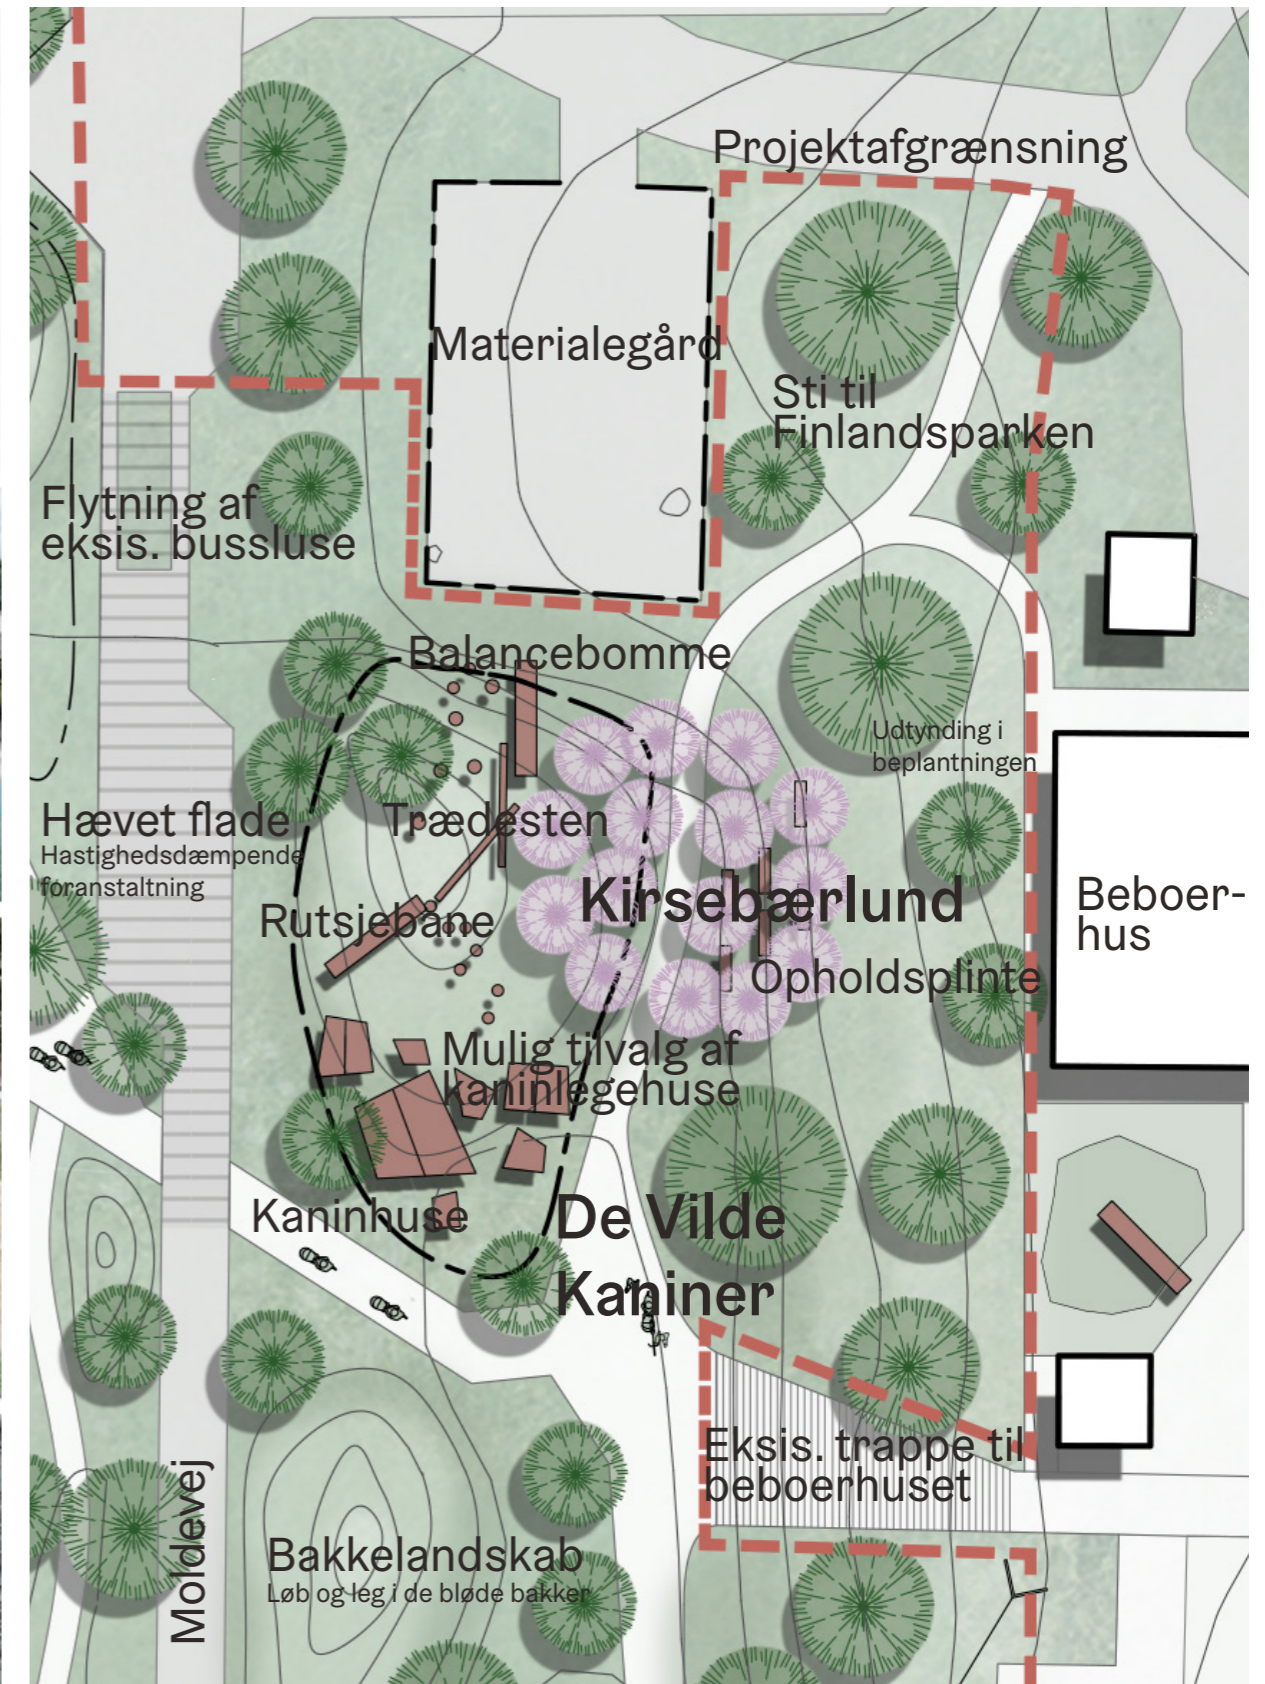 Projektafgrænsning
Materialegård
Sti til
Finlandsparken
Flytning af
eksis. bussluse
Balancebomme
Udtynding i
beplantningen
Hævet flade
Hastighedsdæmpende
foranstaltning
Trædesten
Rutsjebane
Kirsebærlund
Beboer-
hus
Opholdsplinte
Mulig tilvalg af
kaninlegehuse
Kaninhuse
De Vilde
Kaniner
Eksis. trappe til
beboerhuset
Moldevej
Bakkelandskab
Løb og leg i de bløde bakker